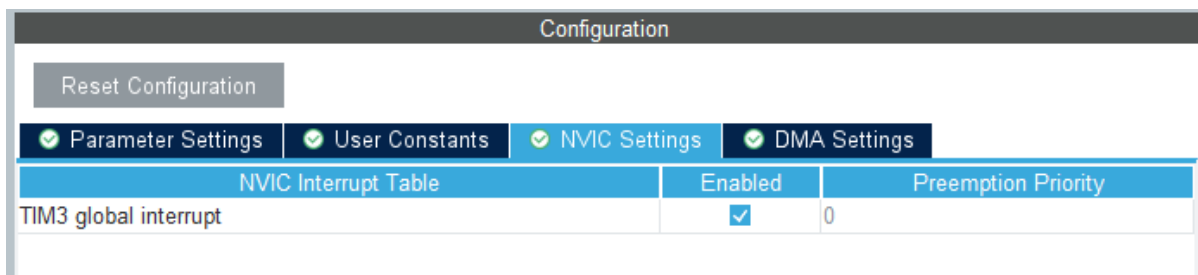 Configuration
Reset Configuration
Parameter Settings User Constants NVIC Settings DMA Settings
NVIC Interrupt Table Enabled Preemption Priority
TIM3 global interrupt 0